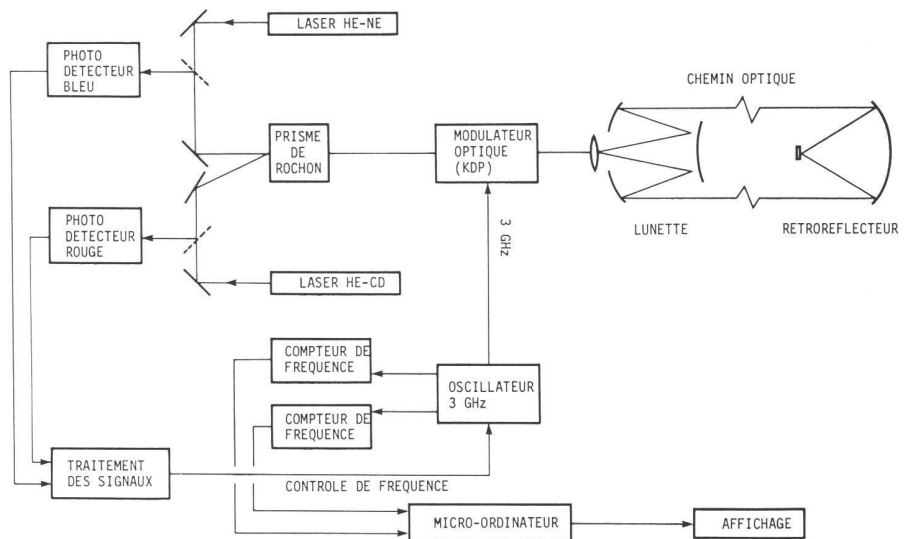 LASER HE-NE
PHOTO
DETECTEUR
BLEU
CHEMIN OPTIQUE
PRISME
DE
ROCHON
MODULATEUR
OPTIQUE
(KDP)
PHOTO
DETECTEUR
ROUGE
3 GHz
LUNETTE
RETROREFLECTEUR
LASER HE-CD
COMPTEUR DE
FREQUENCE
OSCILLATEUR
3 GHz
COMPTEUR DE
FREQUENCE
TRAITEMENT
DES SIGNAUX
CONTROLE DE FREQUENCE
MICRO-ORDINATEUR
AFFICHAGE